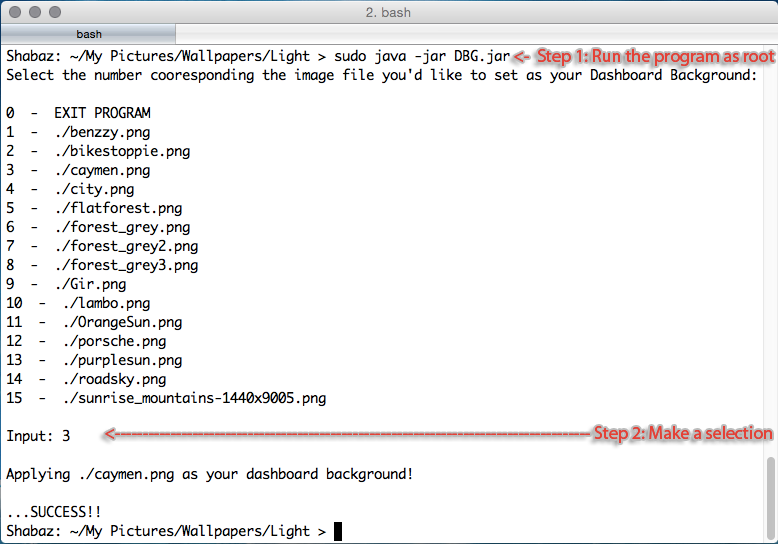 2. bash
bash
Shabaz: ~/My Pictures/Wallpapers/Light > sudo java -jar DBG.jar <- Step 1: Run the program as root
Select the number cooresponding the image file you'd like to set as your Dashboard Background:
0  -  EXIT PROGRAM
1  -  ./benzzy.png
2  -  ./bikestoppie.png
3  -  ./caymen.png
4  -  ./city.png
5  -  ./flatforest.png
6  -  ./forest_grey.png
7  -  ./forest_grey2.png
8  -  ./forest_grey3.png
9  -  ./Gir.png
10  -  ./lambo.png
11  -  ./OrangeSun.png
12  -  ./porsche.png
13  -  ./purplesun.png
14  -  ./roadsky.png
15  -  ./sunrise_mountains-1440x9005.png
Input: 3 <------------------------------------------------------------ Step 2: Make a selection
Applying ./caymen.png as your dashboard background!
...SUCCESS!!
Shabaz: ~/My Pictures/Wallpapers/Light >